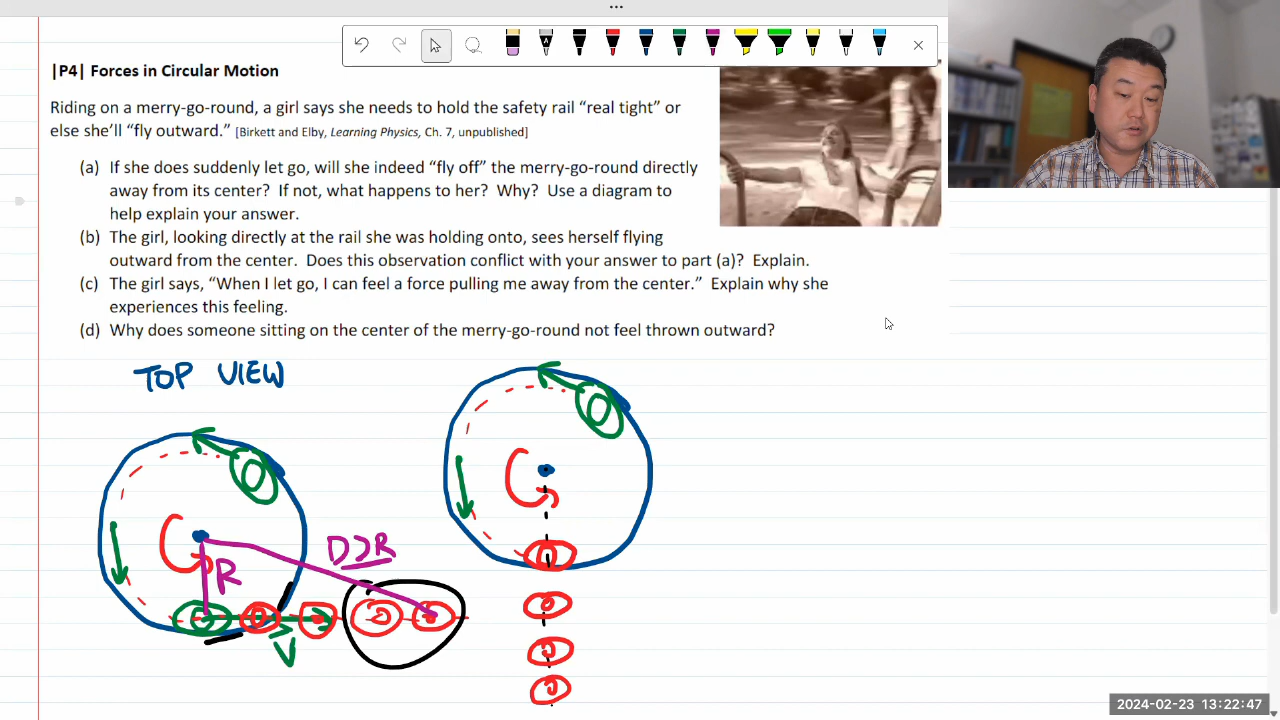 |P4| Forces in Circular Motion
Riding on a merry-go-round, a girl says she needs to hold the safety rail “real tight” or
else she’ll “fly outward.” [Birkett and Elby, Learning Physics, Ch. 7, unpublished]
(a) If she does suddenly let go, will she indeed “fly off” the merry-go-round directly
away from its center? If not, what happens to her? Why? Use a diagram to
help explain your answer.
(b) The girl, looking directly at the rail she was holding onto, sees herself flying
outward from the center. Does this observation conflict with your answer to part (a)? Explain.
(c) The girl says, “When I let go, I can feel a force pulling me away from the center.” Explain why she
experiences this feeling.
(d) Why does someone sitting on the center of the merry-go-round not feel thrown outward?
TOP VIEW
D>R
R
V
2024-02-23 13:22:47